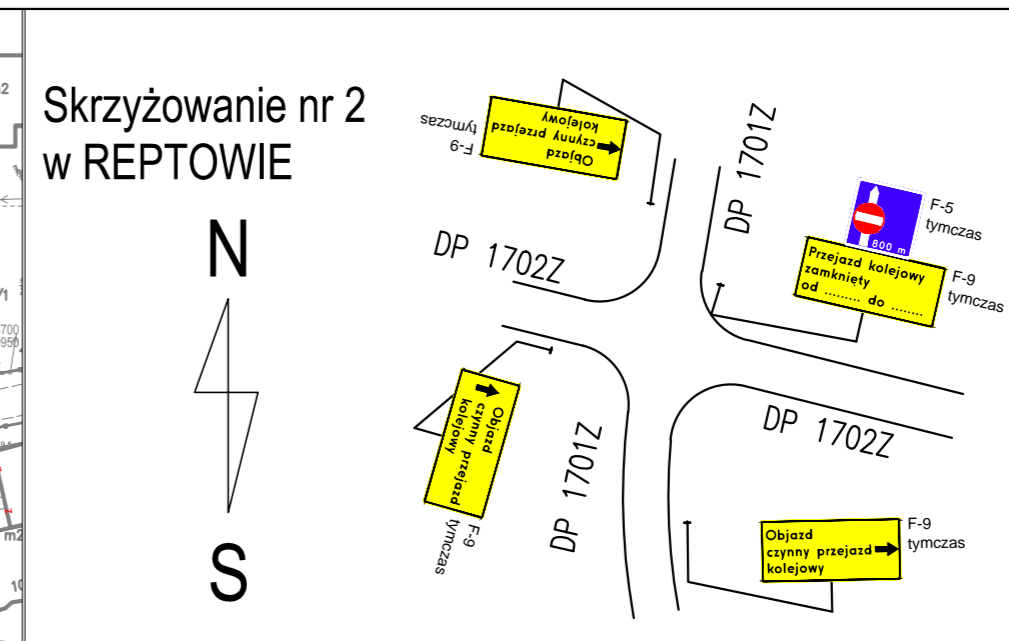 Skrzyżowanie nr 2
w REPTOWIE
N
S
Objazd
czynny przejazd
kolejowy
F-9
tymczas
DP 1701Z
DP 1702Z
800 m
F-5
tymczas
Przejazd kolejowy
zamknięty
od ......... do ........
F-9
tymczas
Objazd
czynny przejazd
kolejowy
F-9
tymczas
DP 1701Z
DP 1702Z
Objazd
czynny przejazd
kolejowy
F-9
tymczas
m2